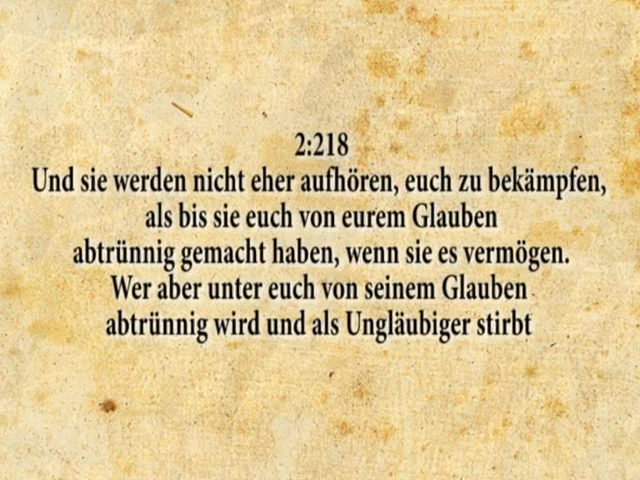 2:218
Und sie werden nicht eher aufhören, euch zu bekämpfen,
als bis sie euch von eurem Glauben
abtrünnig gemacht haben, wenn sie es vermögen.
Wer aber unter euch von seinem Glauben
abtrünnig wird und als Ungläubiger stirbt